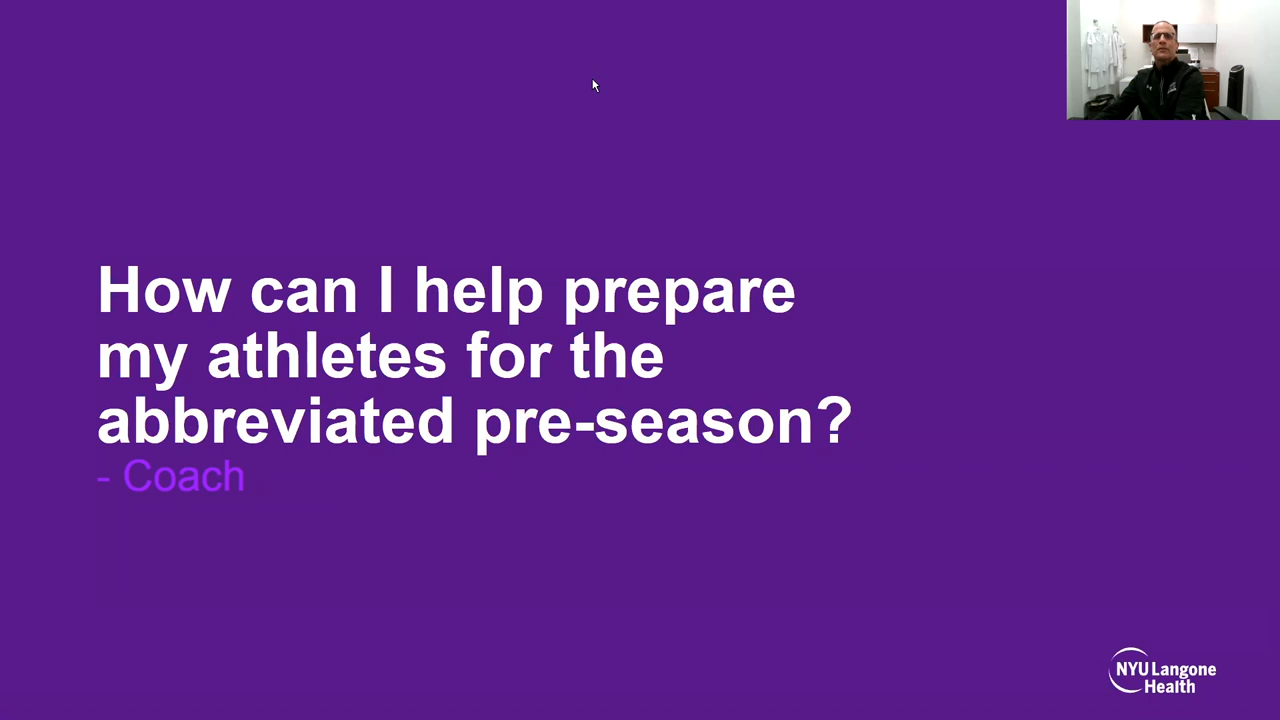 How can I help prepare
my athletes for the
abbreviated pre-season?
- Coach
NYU Langone
Health